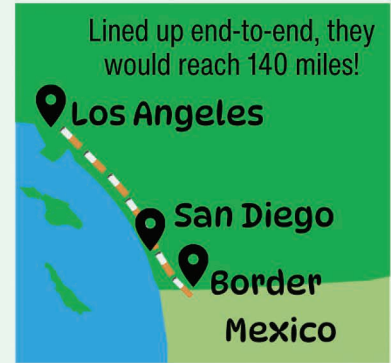 Lined up end-to-end, they
would reach 140 miles!
Los Angeles
San Diego
Border
Mexico